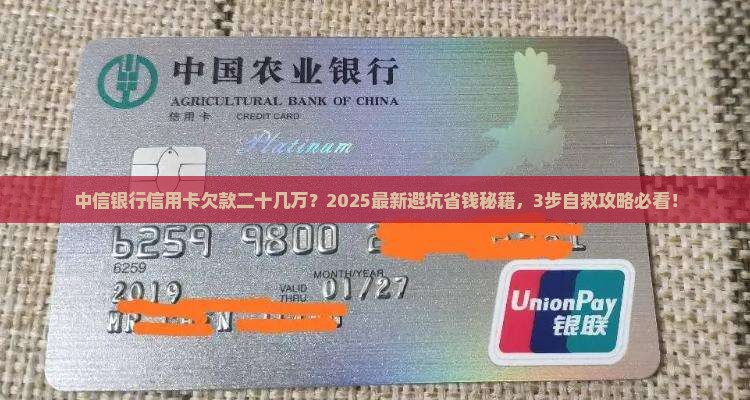 中国农业银行
AGRICULTURAL BANK OF CHINA
信用卡 CREDIT CARD
Platinum
中信银行信用卡欠款二十几万？2025最新避坑省钱秘籍，3步自救攻略必看！
6259 9800 2
6259
MONTH/YEAR
2019 VALID THRU 01/27
UnionPay
银联